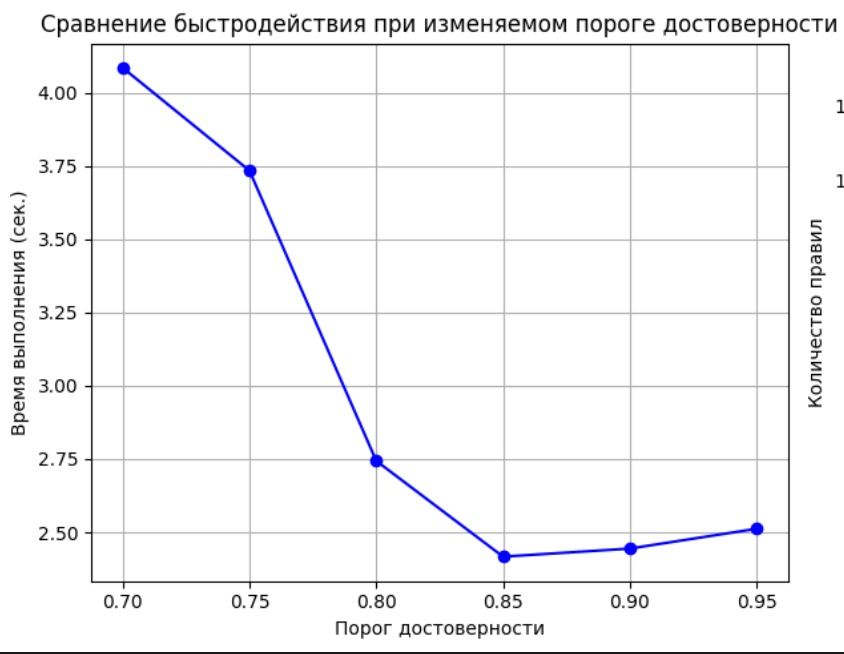 Сравнение быстродействия при изменяемом пороге достоверности
Время выполнения (сек.)
4.00
3.75
3.50
3.25
3.00
2.75
2.50
0.70 0.75 0.80 0.85 0.90 0.95
Порог достоверности
Количество правил
1
1